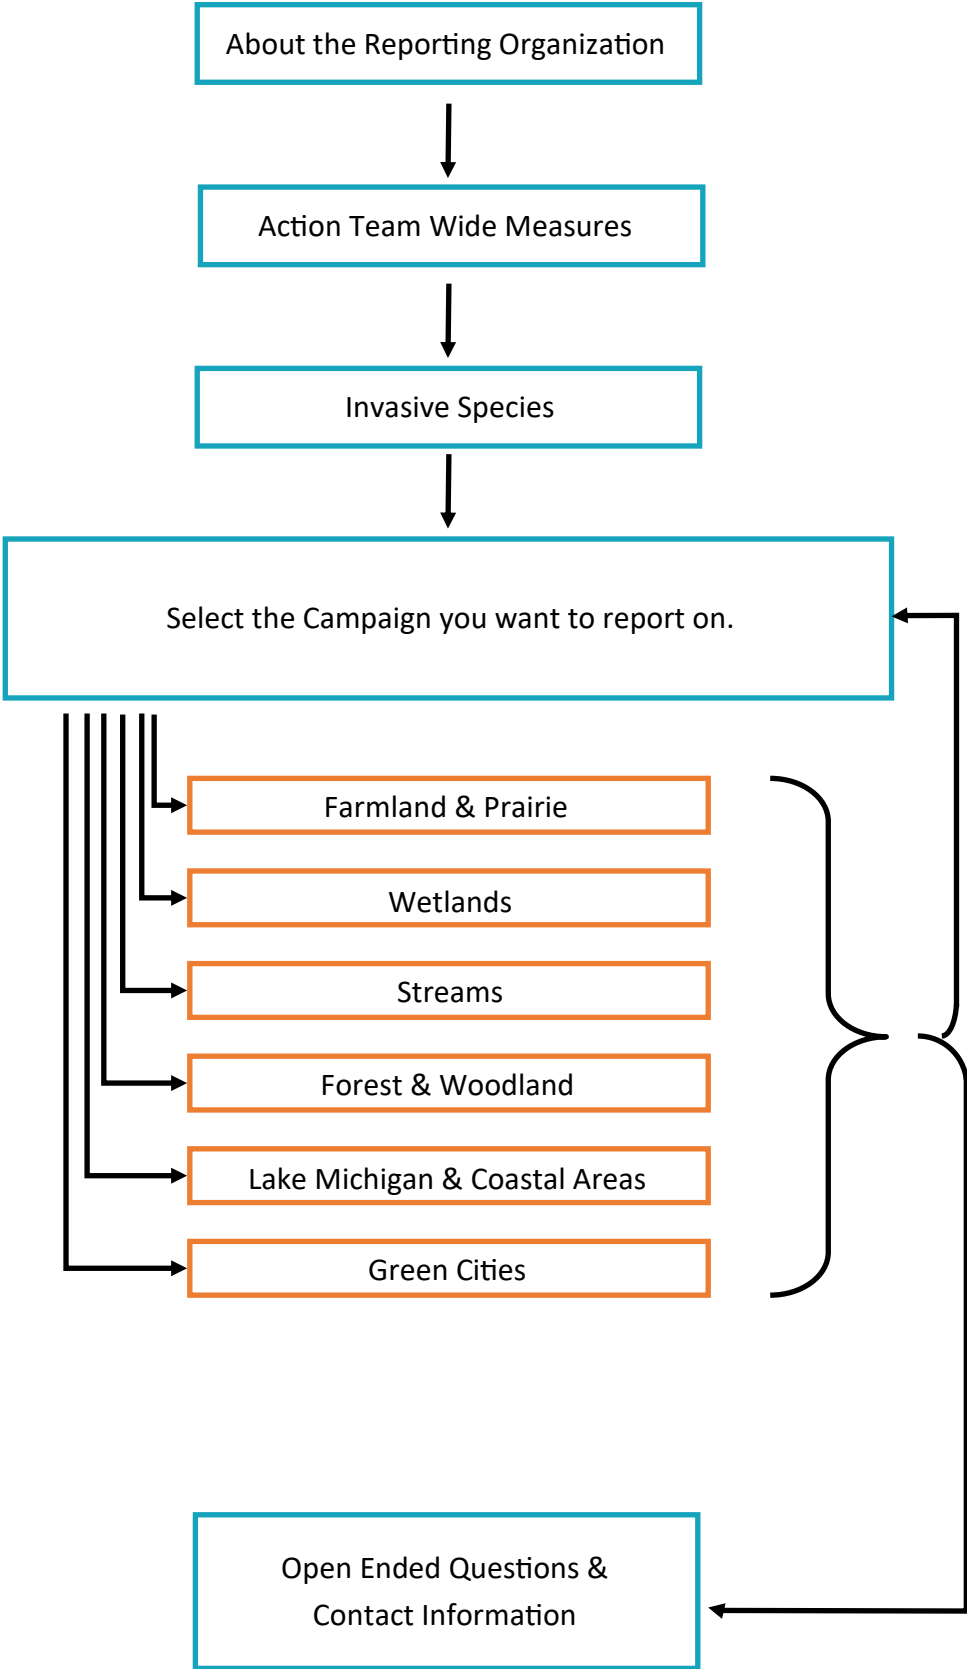 About the Reporting Organization
Action Team Wide Measures
Invasive Species
Select the Campaign you want to report on.
Farmland & Prairie
Wetlands
Streams
Forest & Woodland
Lake Michigan & Coastal Areas
Green Cities
Open Ended Questions &
Contact Information